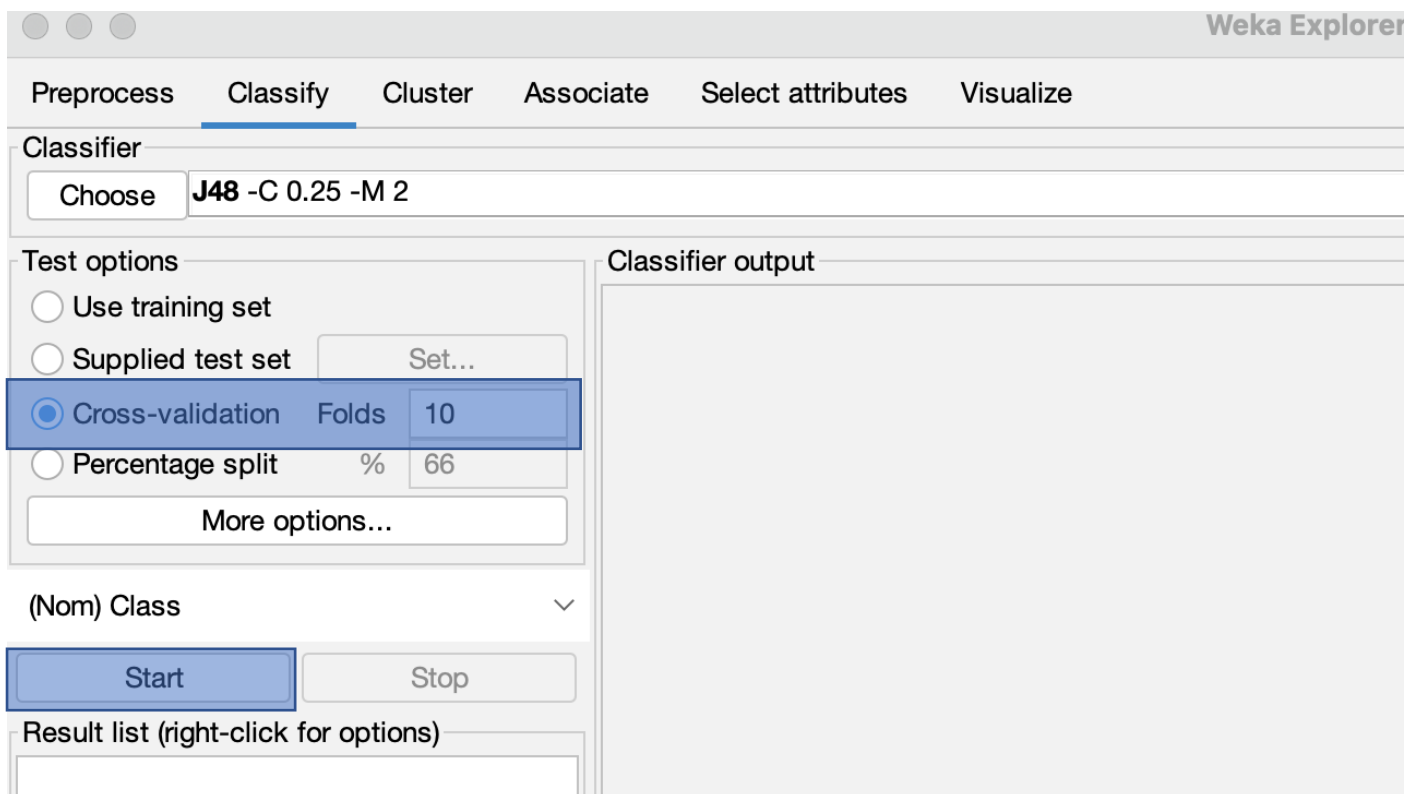 Weka Explorer
Preprocess Classify Cluster Associate Select attributes Visualize
Classifier
Choose J48 -C 0.25 -M 2
Test options
Use training set
Supplied test set Set...
Cross-validation Folds 10
Percentage split % 66
More options...
(Nom) Class
Start Stop
Result list (right-click for options)
Classifier output